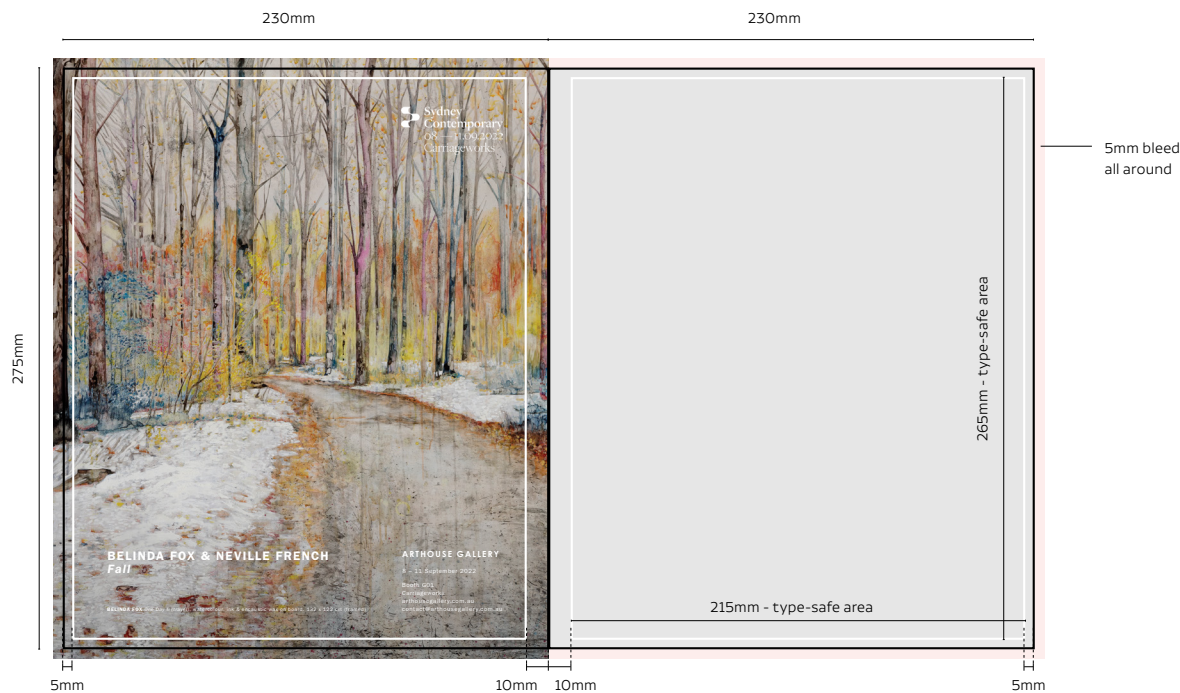 230mm
230mm
Sydney
Contemporary
08 — 11.09.2022
Carriageworks
5mm bleed
all around
275mm
265mm - type-safe area
BELINDA FOX & NEVILLE FRENCH
Fall
ARTHOUSE GALLERY
8 – 11 September 2022
Booth G01
Carriageworks
arthousegallery.com.au
contact@arthousegallery.com.au
BELINDA FOX
215mm - type-safe area
5mm
10mm
10mm
5mm